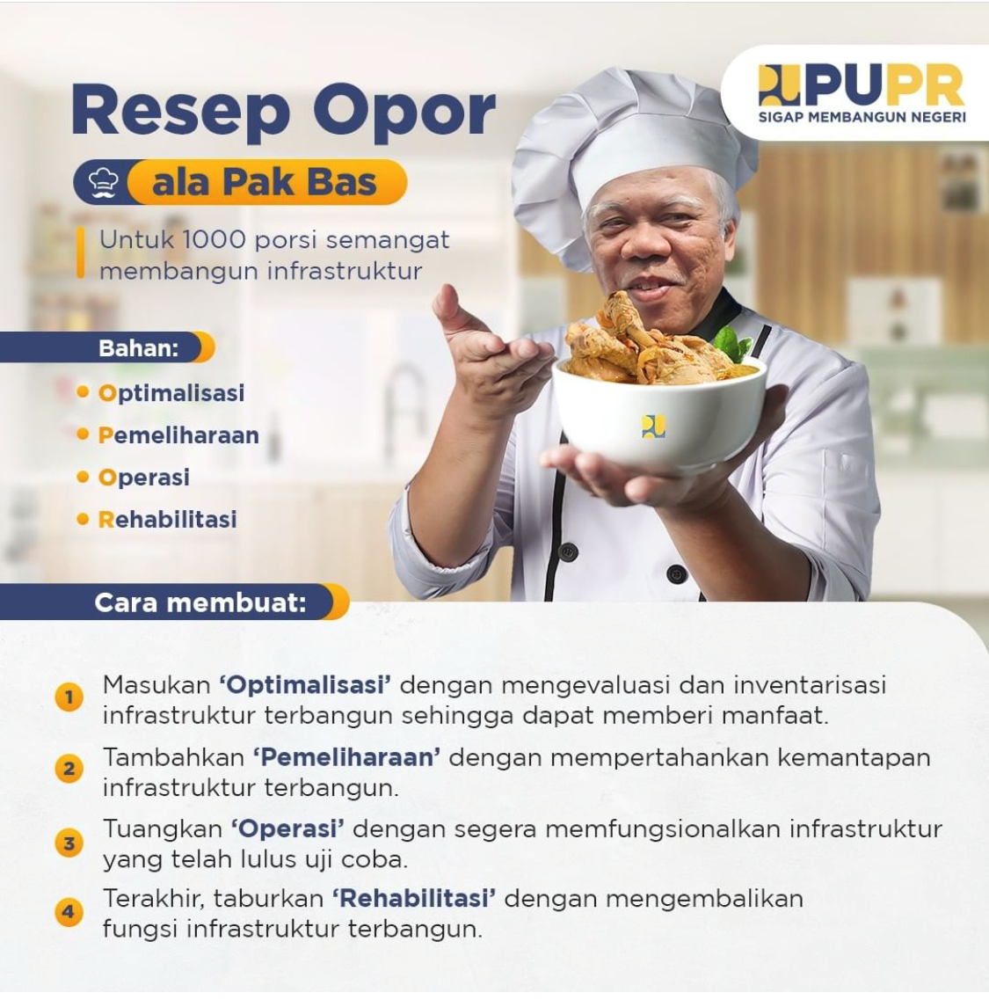 Resep Opor
ala Pak Bas
Untuk 1000 porsi semangat
membangun infrastruktur
PUPR
SIGAP MEMBANGUN NEGERI
Bahan:
• Optimalisasi
• Pemeliharaan
• Operasi
• Rehabilitasi
Cara membuat:
1 Masukan ‘Optimalisasi’ dengan mengevaluasi dan inventarisasi
infrastruktur terbangun sehingga dapat memberi manfaat.
2 Tambahkan ‘Pemeliharaan’ dengan mempertahankan kemantapan
infrastruktur terbangun.
3 Tuangkan ‘Operasi’ dengan segera memfungsionalkan infrastruktur
yang telah lulus uji coba.
4 Terakhir, taburkan ‘Rehabilitasi’ dengan mengembalikan
fungsi infrastruktur terbangun.